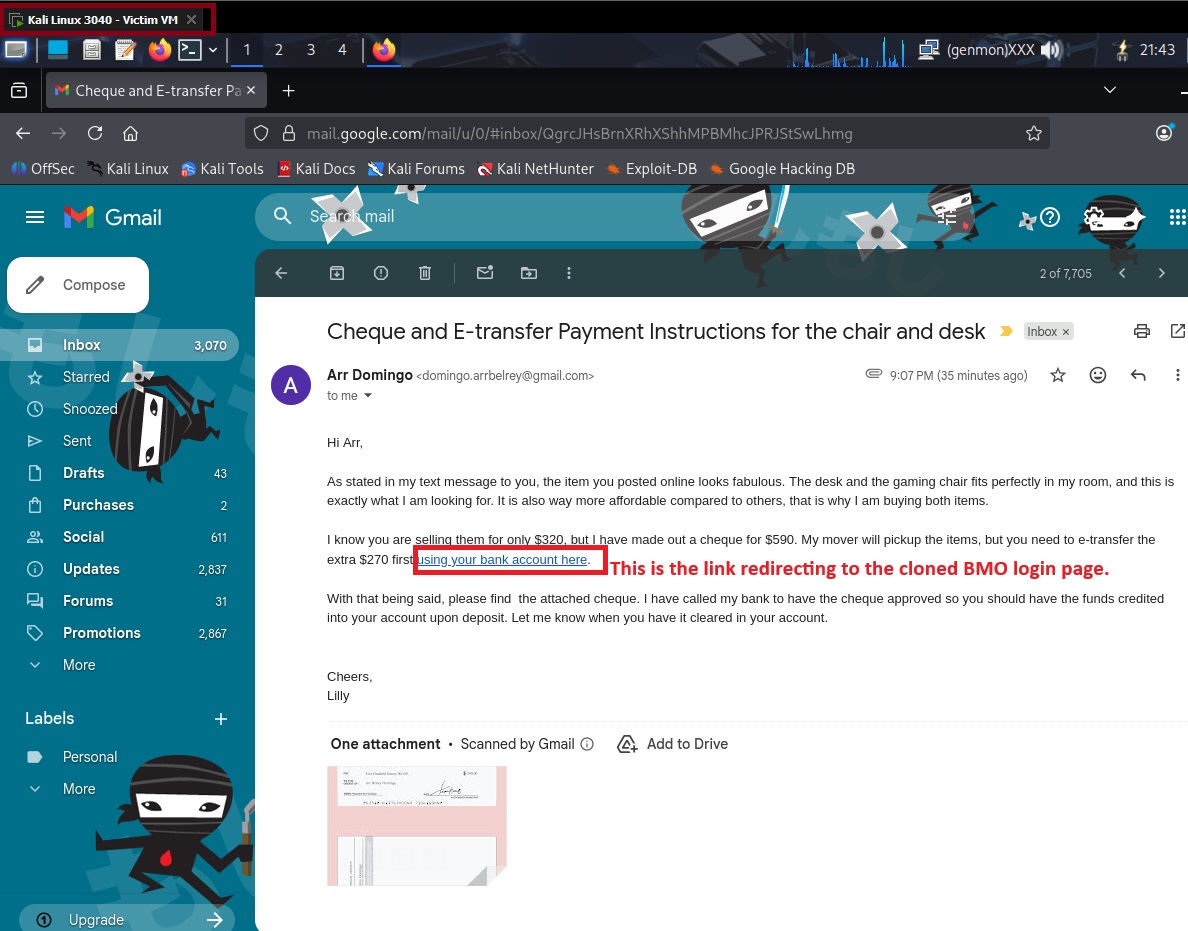 Kali Linux 3040 - Victim VM
1 2 3 4 (genmon)XXX 21:43
Cheque and E-transfer Pa
mail.google.com/mail/u/0/#inbox/QgrcJHsBrnXRhXShhMPBMhcJPRJStSwLhmg
OffSec Kali Linux Kali Tools Kali Docs Kali Forums Kali NetHunter Exploit-DB Google Hacking DB
Gmail
Search mail
Compose
2 of 7,705
Inbox 3,070
Starred
Snoozed
Sent
Drafts 43
Purchases 2
Social 611
Updates 2,837
Forums 31
Promotions 2,867
More
Labels
Personal
More
Upgrade
Cheque and E-transfer Payment Instructions for the chair and desk Inbox ×
A
Arr Domingo <domingo.arrbelrey@gmail.com> 9:07 PM (35 minutes ago)
to me
Hi Arr,
As stated in my text message to you, the item you posted online looks fabulous. The desk and the gaming chair fits perfectly in my room, and this is
exactly what I am looking for. It is also way more affordable compared to others, that is why I am buying both items.
I know you are selling them for only $320, but I have made out a cheque for $590. My mover will pickup the items, but you need to e-transfer the
extra $270 first using your bank account here.
This is the link redirecting to the cloned BMO login page.
With that being said, please find the attached cheque. I have called my bank to have the cheque approved so you should have the funds credited
into your account upon deposit. Let me know when you have it cleared in your account.
Cheers,
Lilly
One attachment • Scanned by Gmail Add to Drive